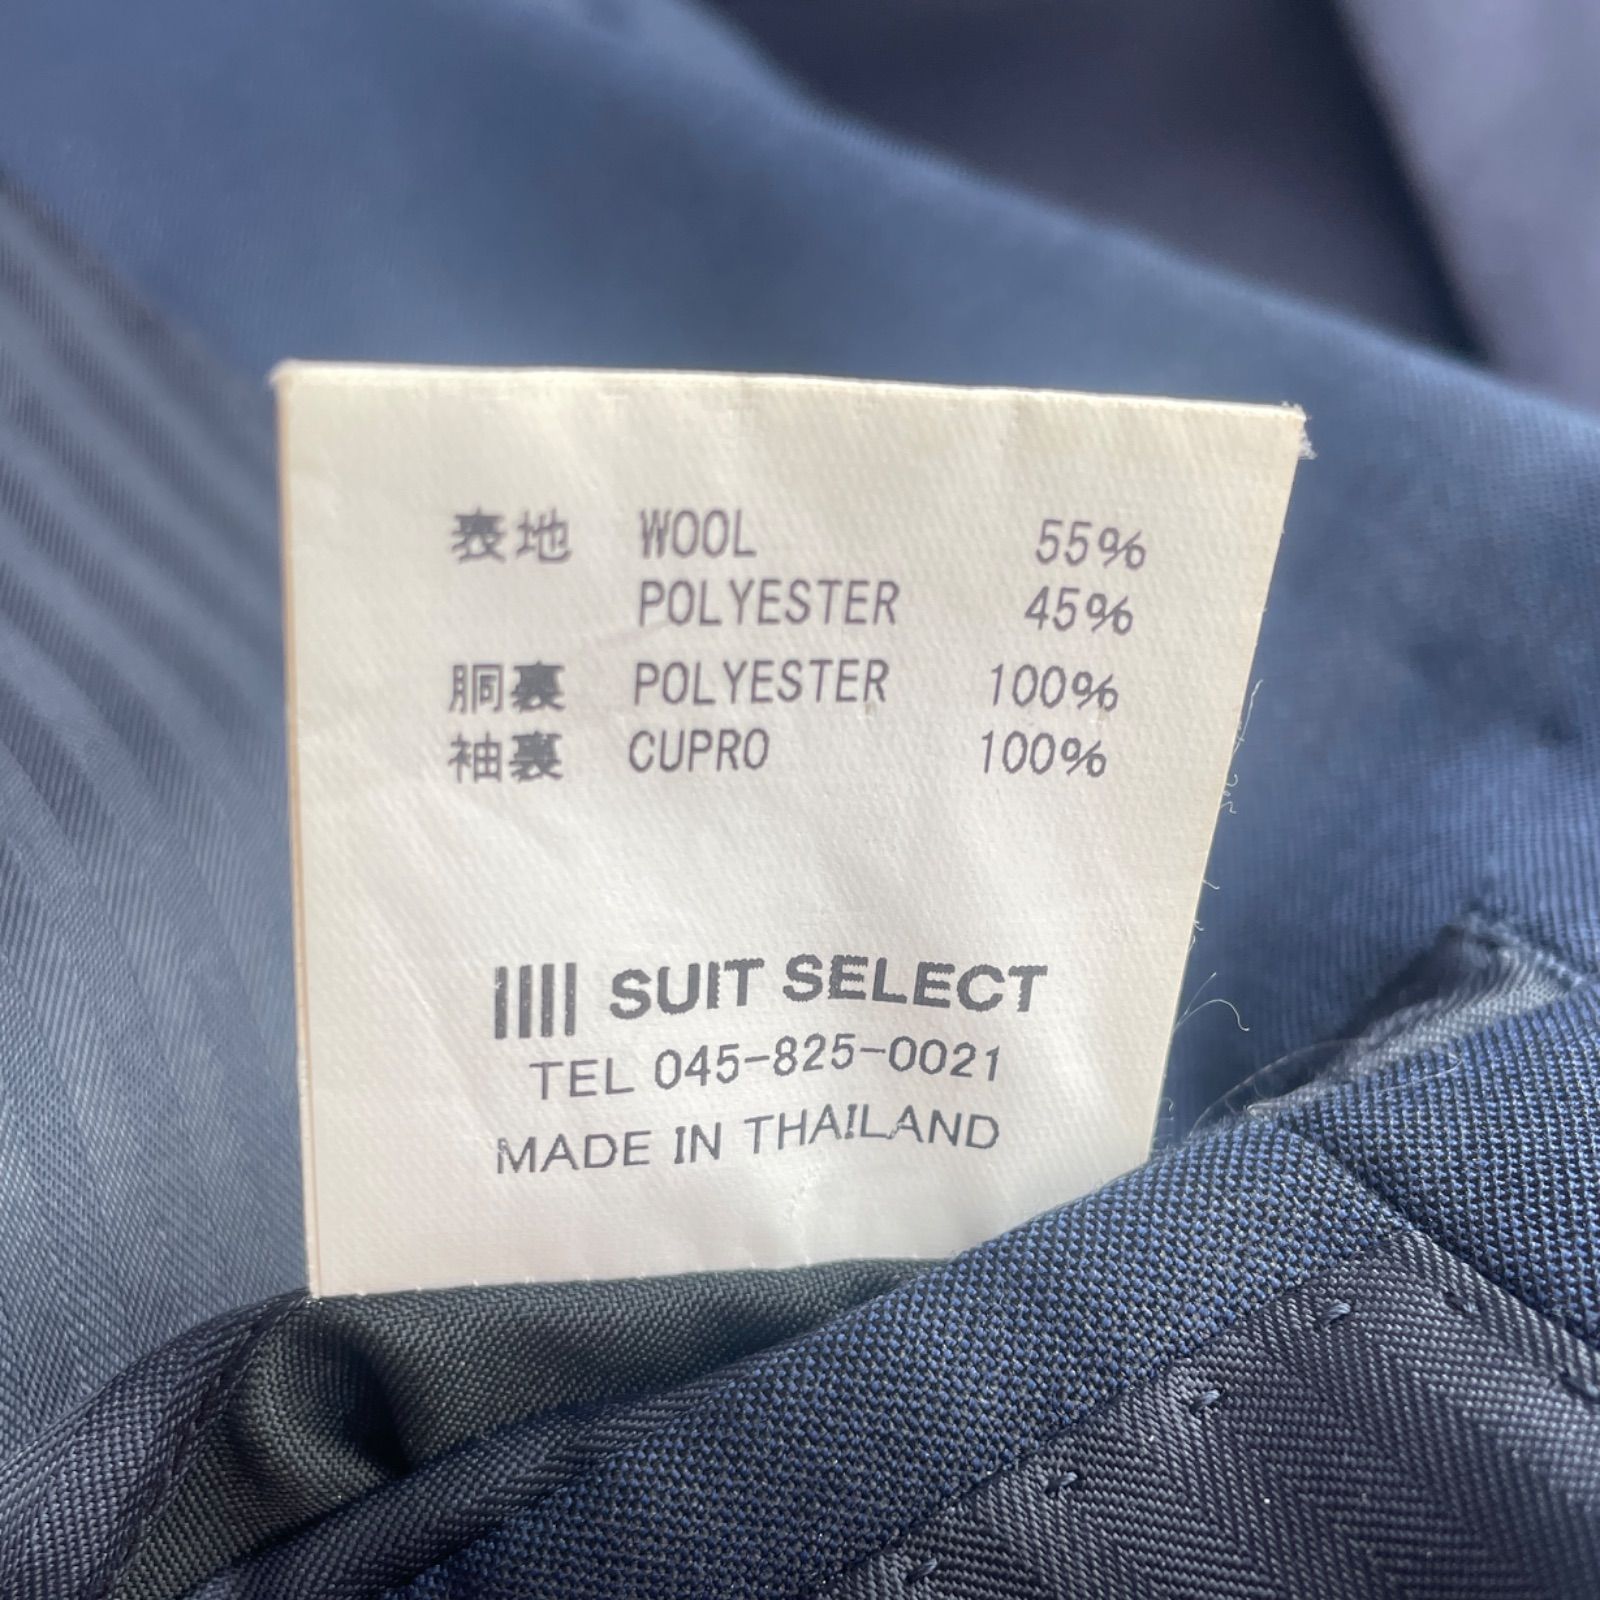 表地 WOOL 55%
POLYESTER 45%
胴裏 POLYESTER 100%
袖裏 CUPRO 100%
SUIT SELECT
TEL 045-825-0021
MADE IN THAILAND